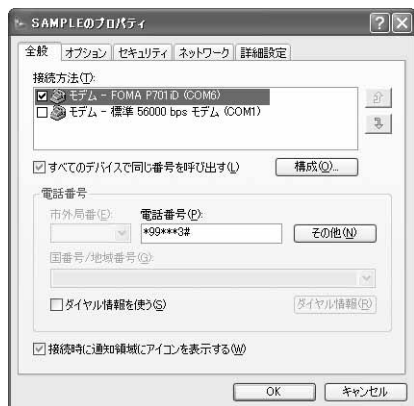 SAMPLEのプロパティ
全般 オプション セキュリティ ネットワーク 詳細設定
接続方法(T):
モデム - FOMA P701iD (COM6)
モデム - 標準 56000 bps モデム (COM1)
すべてのデバイスで同じ番号を呼び出す(L) 構成(O)...
電話番号
市外局番(E): 電話番号(P):
*99***3# その他(N)
国番号/地域番号(G):
ダイヤル情報を使う(S) ダイヤル情報(R)
接続時に通知領域にアイコンを表示する(W)
OK キャンセル